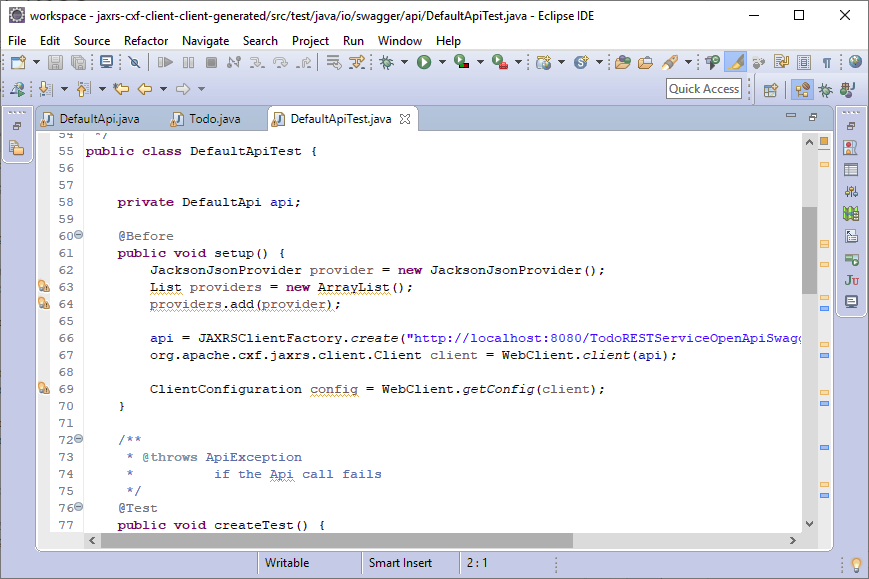 workspace - jaxrs-cxf-client-client-generated/src/test/java/io/swagger/api/DefaultApiTest.java - Eclipse IDE
File Edit Source Refactor Navigate Search Project Run Window Help
Quick Access
DefaultApi.java Todo.java DefaultApiTest.java
54 */
55 public class DefaultApiTest {
56
57
58 private DefaultApi api;
59
60 @Before
61 public void setup() {
62 JacksonJsonProvider provider = new JacksonJsonProvider();
63 List providers = new ArrayList();
64 providers.add(provider);
65
66 api = JAXRSClientFactory.create("http://localhost:8080/TodoRESTServiceOpenApiSwagg
67 org.apache.cxf.jaxrs.client.Client client = WebClient.client(api);
68
69 ClientConfiguration config = WebClient.getConfig(client);
70 }
71
72 /**
73 * @throws ApiException
74 * if the Api call fails
75 */
76 @Test
77 public void createTest() {
Writable Smart Insert 2 : 1